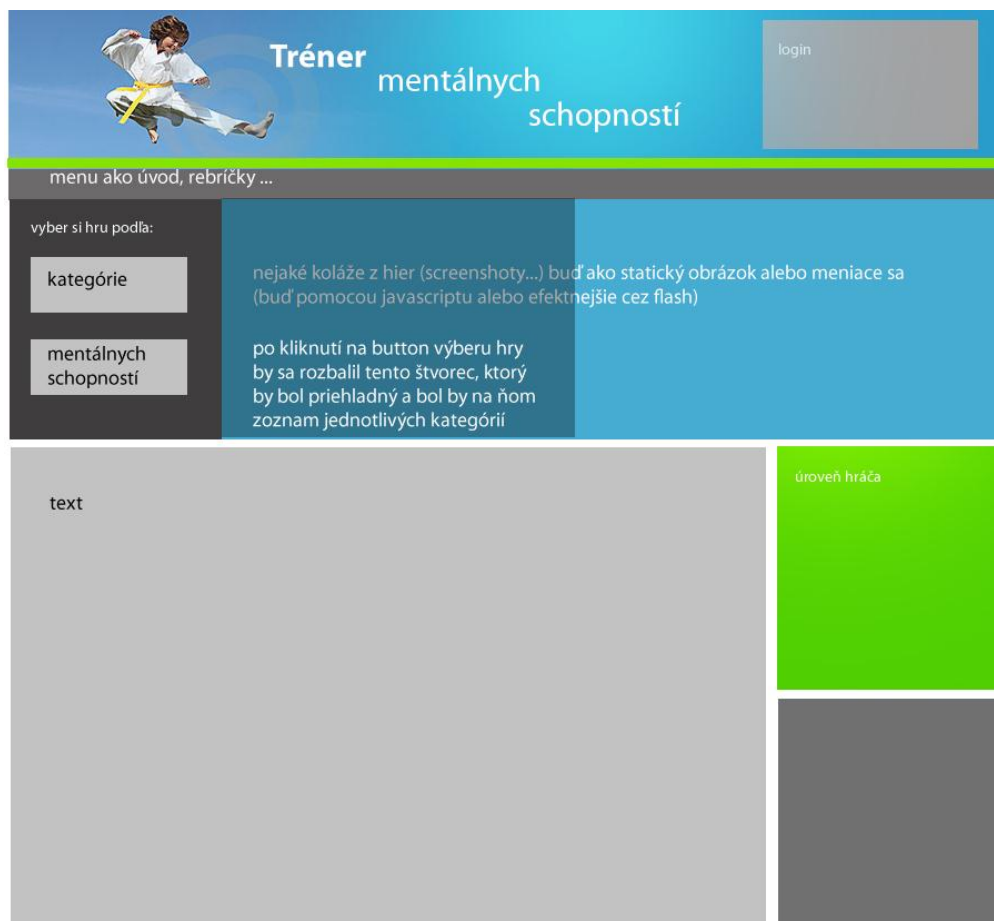 Tréner
mentálnych
schopností
login
menu ako úvod, rebríčky ...
vyber si hru podľa:
kategórie
mentálnych
schopností
nejaké koláže z hier (screenshoty...) buď ako statický obrázok alebo meniace sa
(buď pomocou javascriptu alebo efektnejšie cez flash)
po kliknutí na button výberu hry
by sa rozbalil tento štvorec, ktorý
by bol priehladný a bol by na ňom
zoznam jednotlivých kategórií
text
úroveň hráča